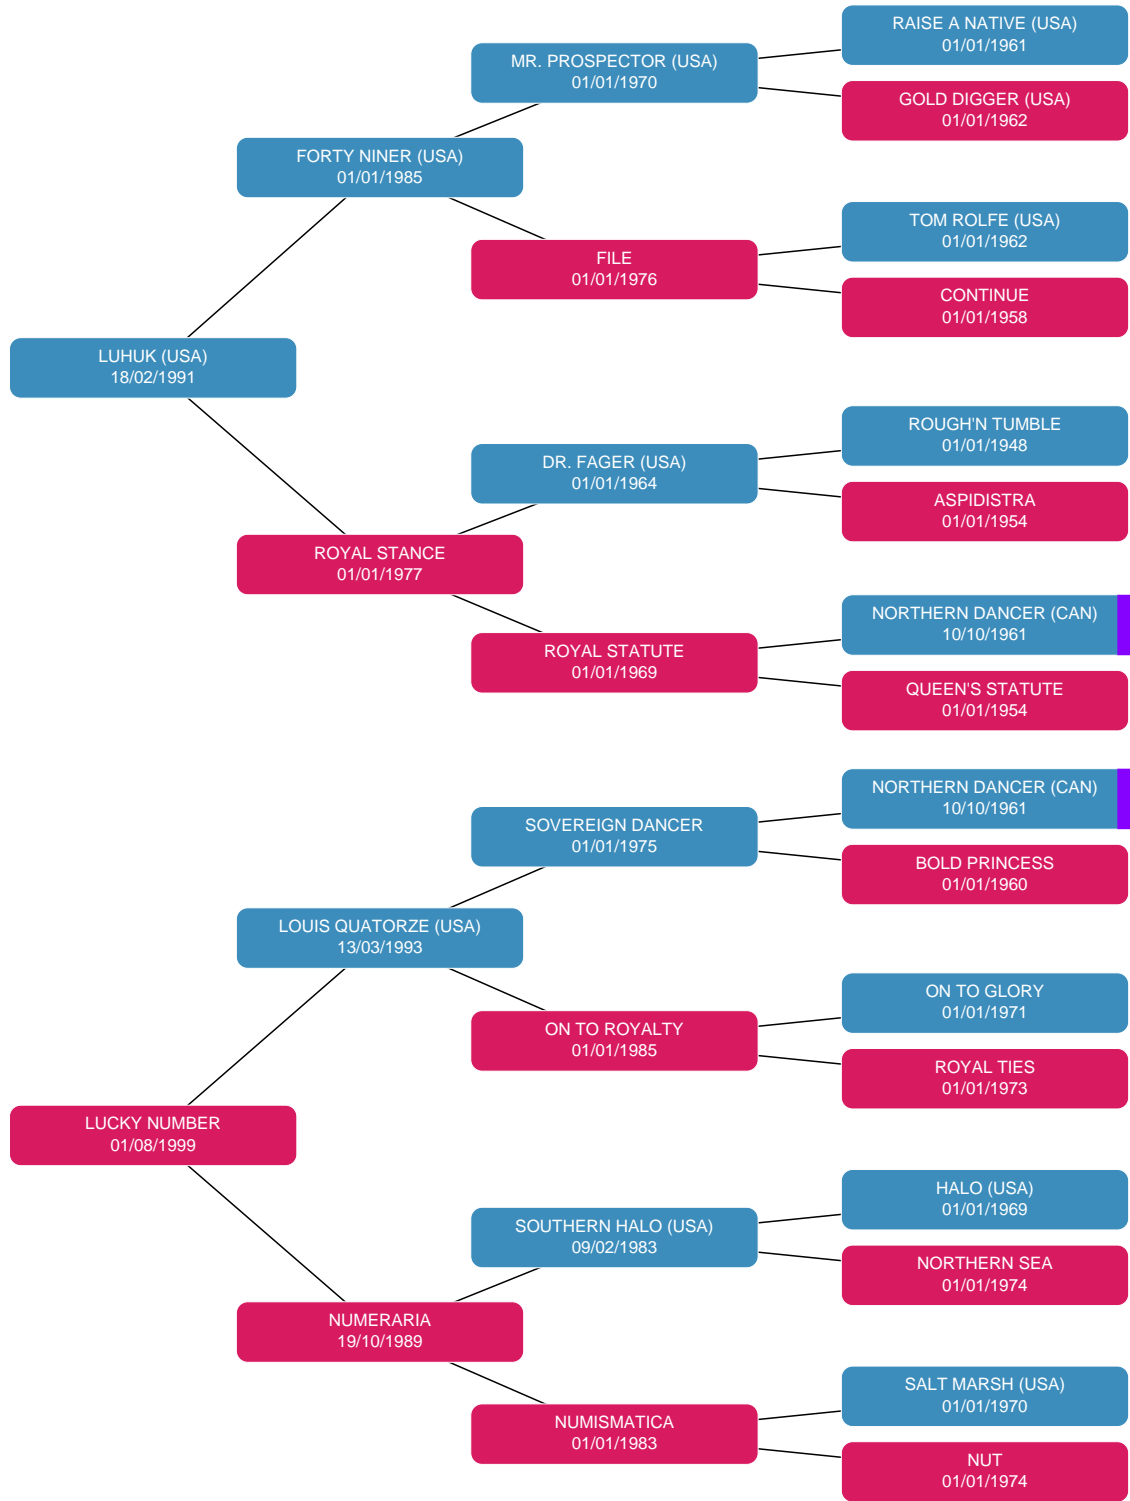 RAISE A NATIVE (USA)
01/01/1961
MR. PROSPECTOR (USA)
01/01/1970
GOLD DIGGER (USA)
01/01/1962
FORTY NINER (USA)
01/01/1985
TOM ROLFE (USA)
01/01/1962
FILE
01/01/1976
CONTINUE
01/01/1958
LUHUK (USA)
18/02/1991
ROUGH'N TUMBLE
01/01/1948
DR. FAGER (USA)
01/01/1964
ASPIDISTRA
01/01/1954
ROYAL STANCE
01/01/1977
NORTHERN DANCER (CAN)
10/10/1961
ROYAL STATUTE
01/01/1969
QUEEN'S STATUTE
01/01/1954
NORTHERN DANCER (CAN)
10/10/1961
SOVEREIGN DANCER
01/01/1975
BOLD PRINCESS
01/01/1960
LOUIS QUATORZE (USA)
13/03/1993
ON TO GLORY
01/01/1971
ON TO ROYALTY
01/01/1985
ROYAL TIES
01/01/1973
LUCKY NUMBER
01/08/1999
HALO (USA)
01/01/1969
SOUTHERN HALO (USA)
09/02/1983
NORTHERN SEA
01/01/1974
NUMERARIA
19/10/1989
SALT MARSH (USA)
01/01/1970
NUMISMATICA
01/01/1983
NUT
01/01/1974